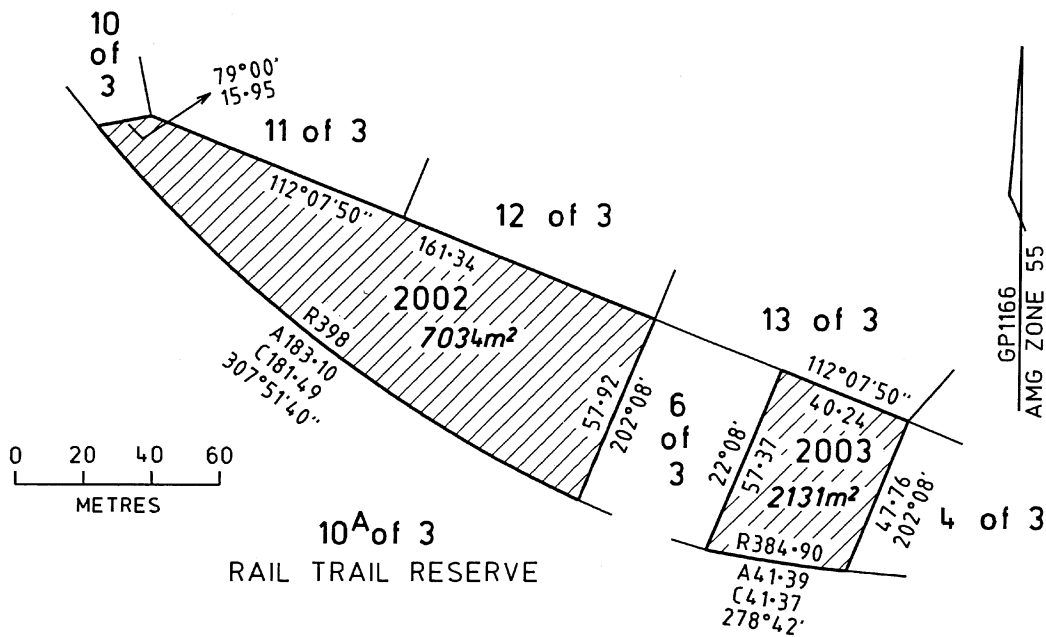 10
of
3
79°00'
15·95
11 of 3
112°07'50"
12 of 3
161·34
2002
7034m²
R398
A183·10
C181·49
307°51'40"
57·92
202°08'
13 of 3
112°07'50"
40·24
6
of
3
22°08'
57·37
2003
2131m²
47·76
202°08'
4 of 3
R384·90
A41·39
C41·37
278°42'
GP1166
AMG ZONE 55
0 20 40 60
METRES
10A of 3
RAIL TRAIL RESERVE